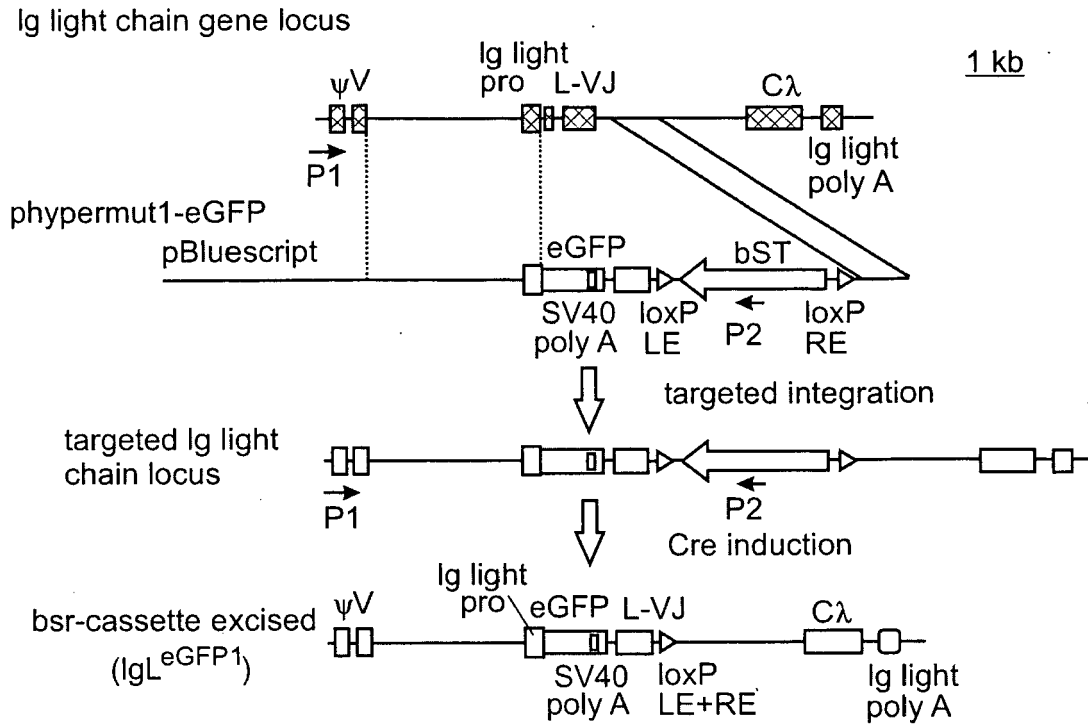 Ig light chain gene locus
1 kb
ψV
Ig light
pro
L-VJ
Cλ
P1
Ig light
poly A
phypermut1-eGFP
pBluescript
eGFP
bST
SV40
poly A
loxP
LE
P2
loxP
RE
targeted integration
targeted Ig light
chain locus
P1
P2
Cre induction
bsr-cassette excised
(IgL^eGFP1)
ψV
Ig light
pro
eGFP
L-VJ
Cλ
SV40
poly A
loxP
LE+RE
Ig light
poly A